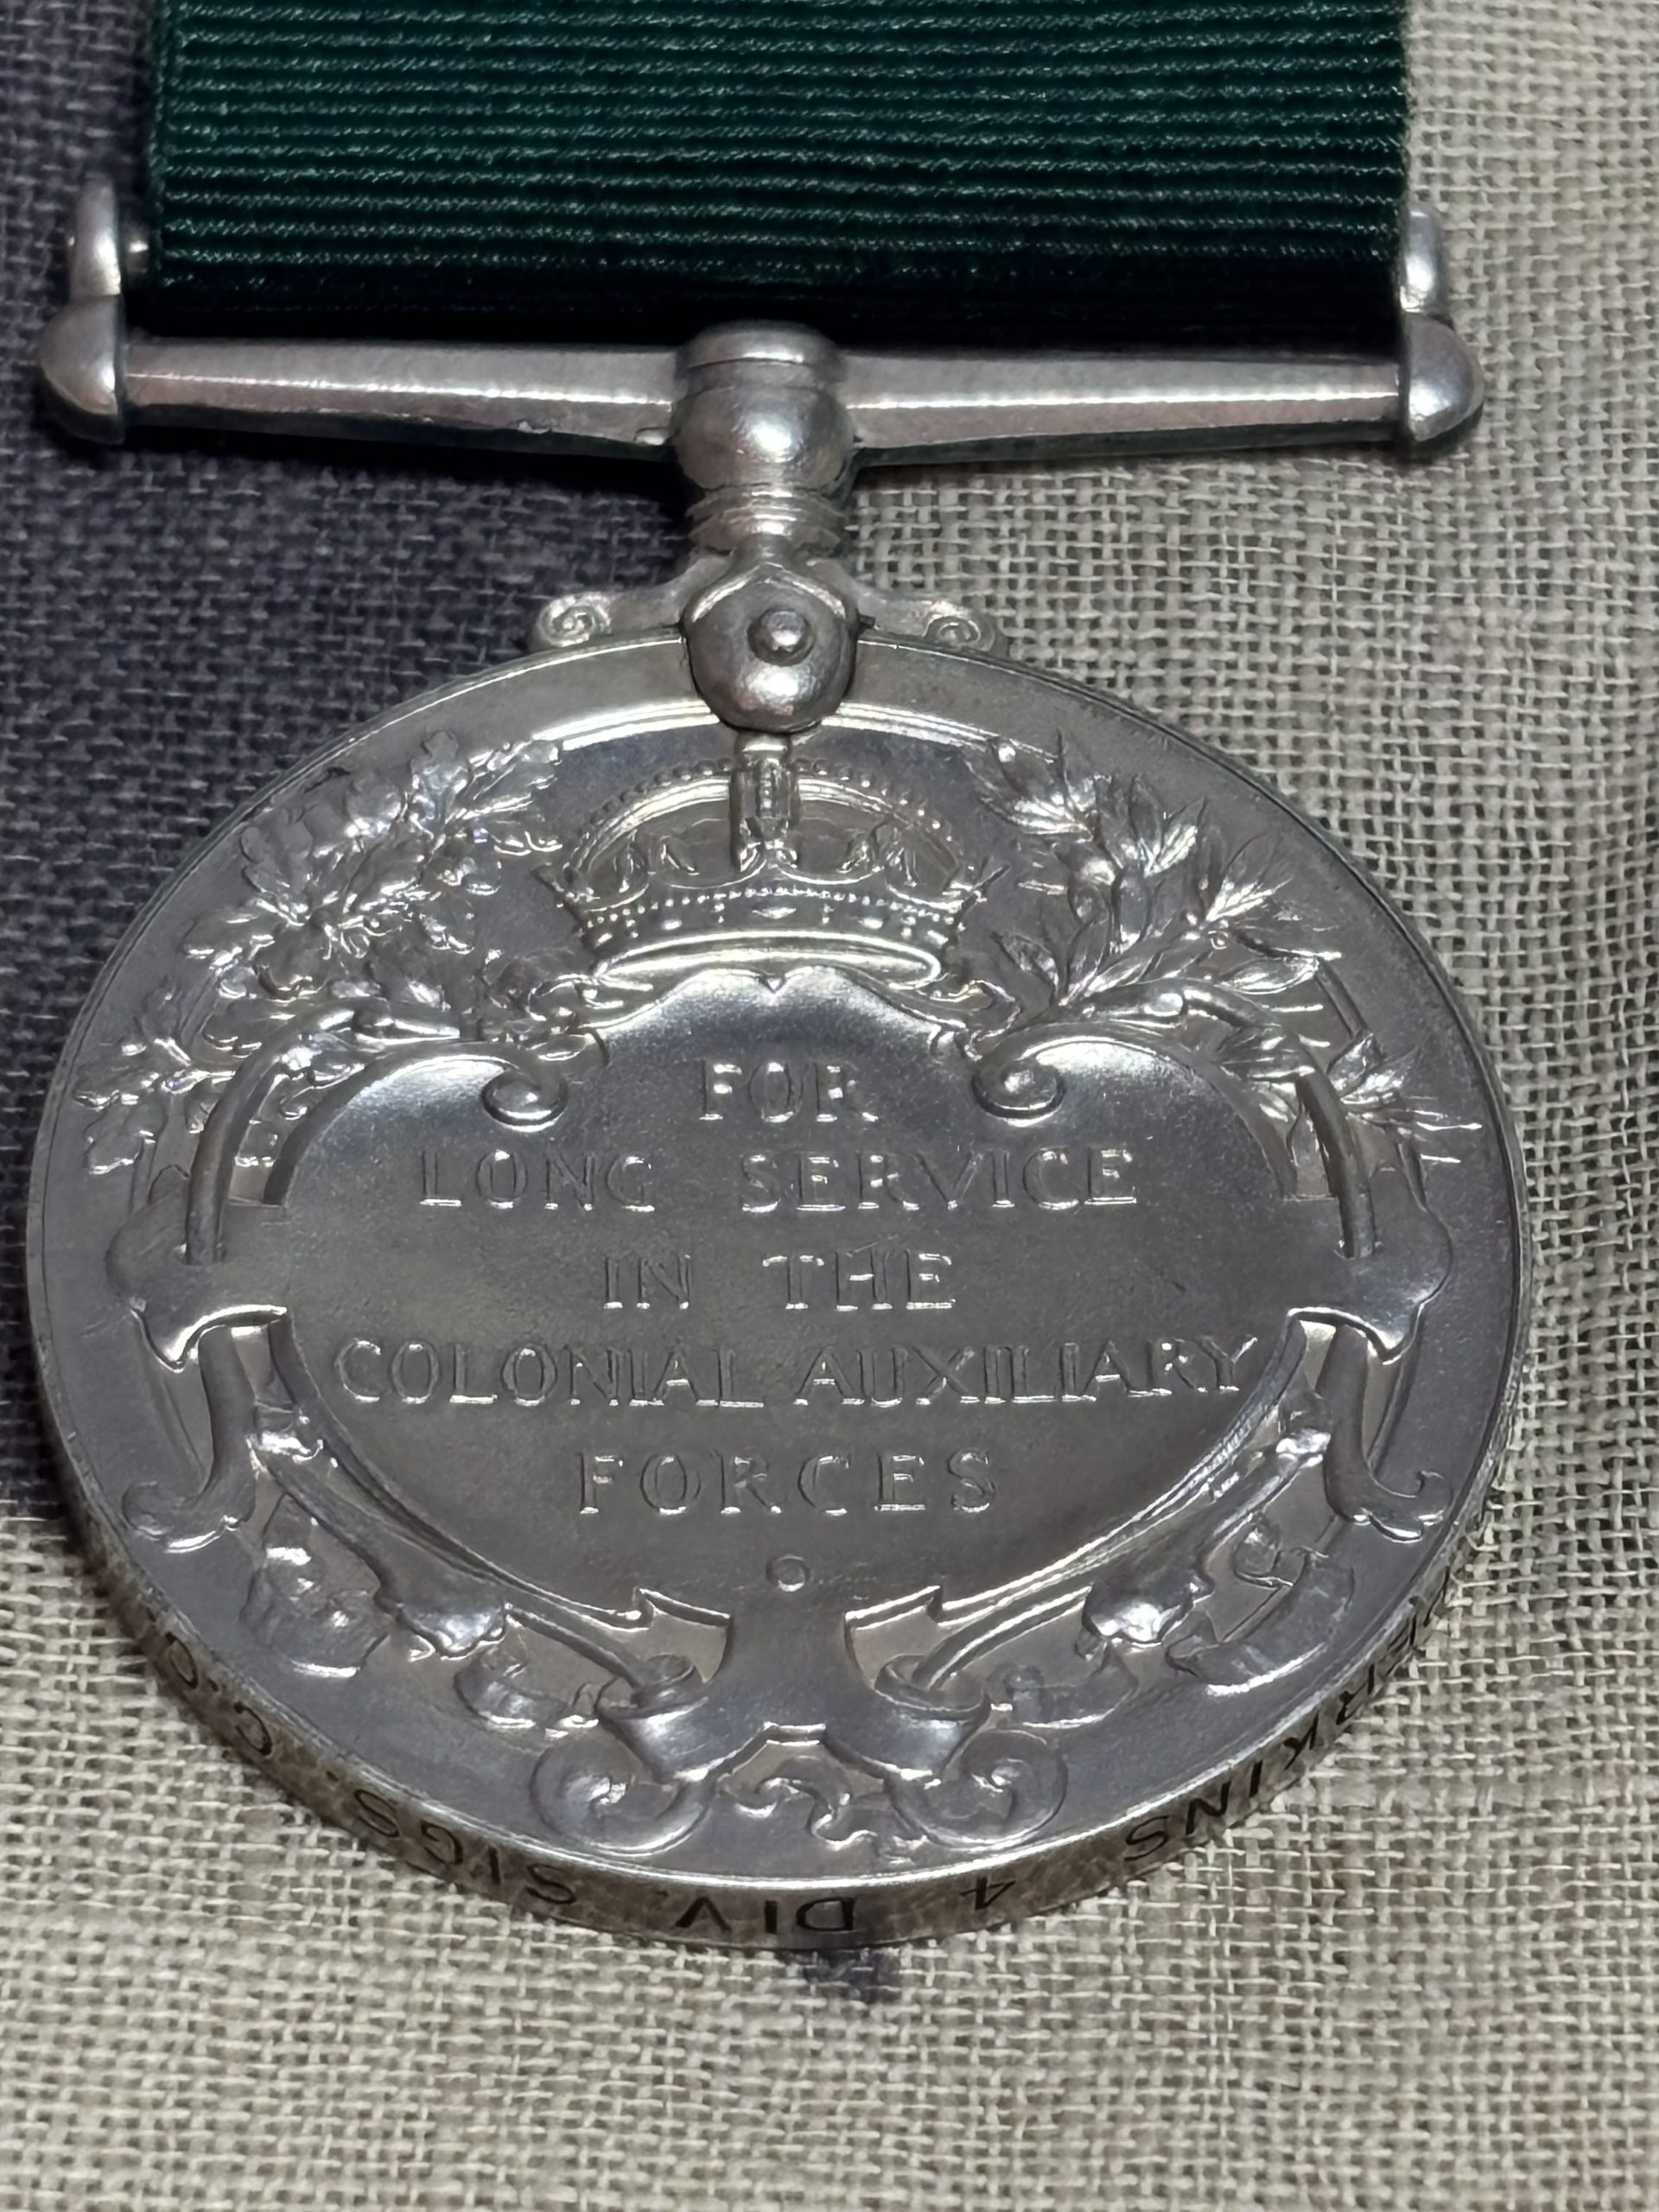 FOR
LONG SERVICE
IN THE
COLONIAL AUXILIARY
FORCES
4 DIV. SIGS.